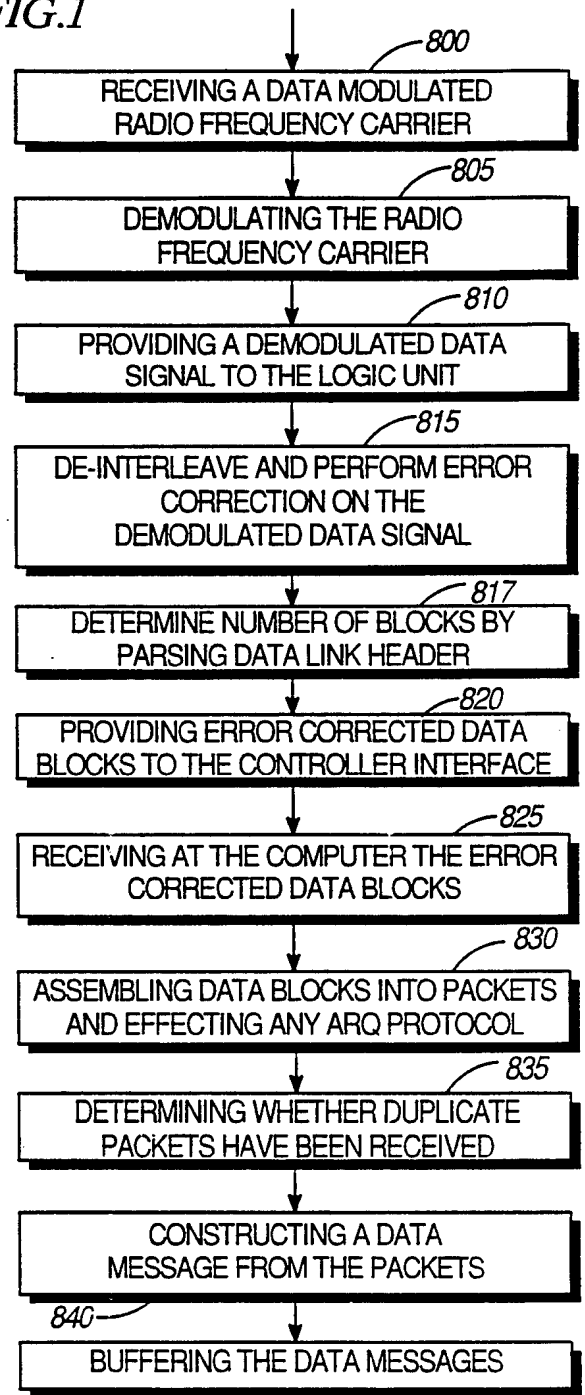 FIG.1
800
RECEIVING A DATA MODULATED
RADIO FREQUENCY CARRIER
805
DEMODULATING THE RADIO
FREQUENCY CARRIER
810
PROVIDING A DEMODULATED DATA
SIGNAL TO THE LOGIC UNIT
815
DE-INTERLEAVE AND PERFORM ERROR
CORRECTION ON THE
DEMODULATED DATA SIGNAL
817
DETERMINE NUMBER OF BLOCKS BY
PARSING DATA LINK HEADER
820
PROVIDING ERROR CORRECTED DATA
BLOCKS TO THE CONTROLLER INTERFACE
825
RECEIVING AT THE COMPUTER THE ERROR
CORRECTED DATA BLOCKS
830
ASSEMBLING DATA BLOCKS INTO PACKETS
AND EFFECTING ANY ARQ PROTOCOL
835
DETERMINING WHETHER DUPLICATE
PACKETS HAVE BEEN RECEIVED
CONSTRUCTING A DATA
MESSAGE FROM THE PACKETS
840
BUFFERING THE DATA MESSAGES